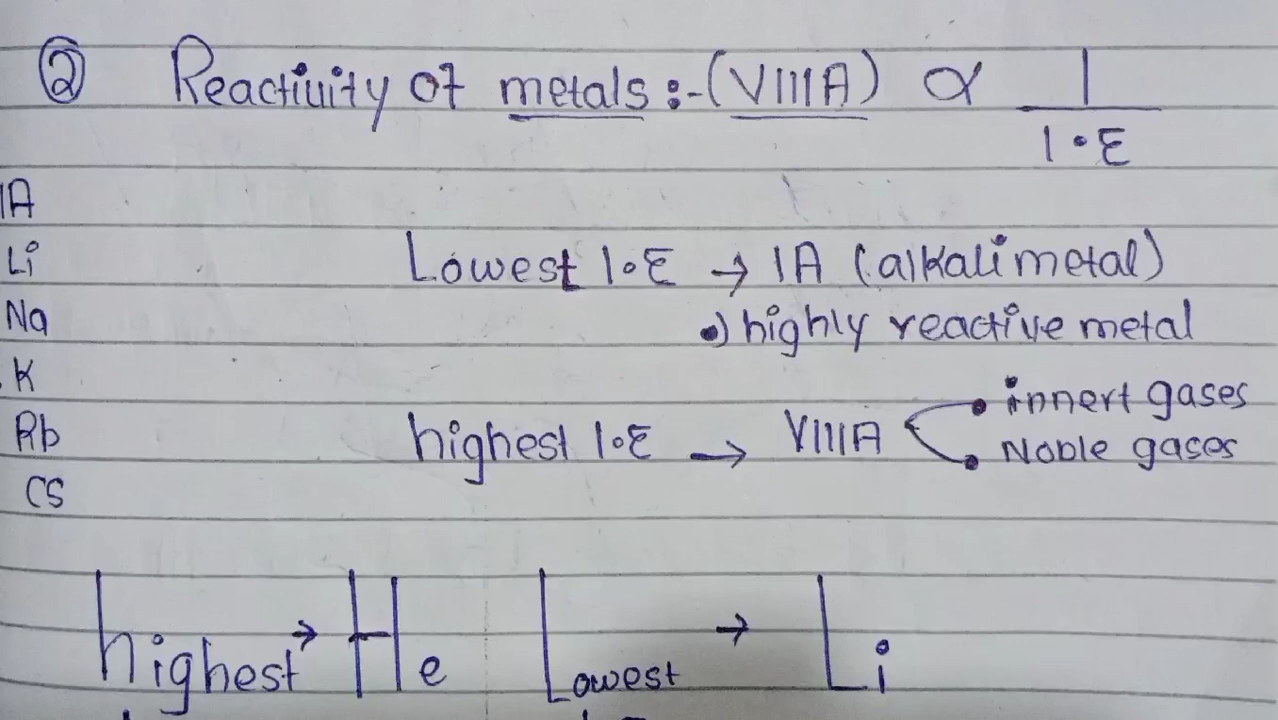 ② Reactivity of metals :- (VIIIA) ∝ 1/I.E
IA
Li
Na
K
Rb
Cs
Lowest I.E → IA (alkali metal)
•) highly reactive metal
highest I.E → VIIIA
• innert gases
• Noble gases
highest → He Lowest → Li